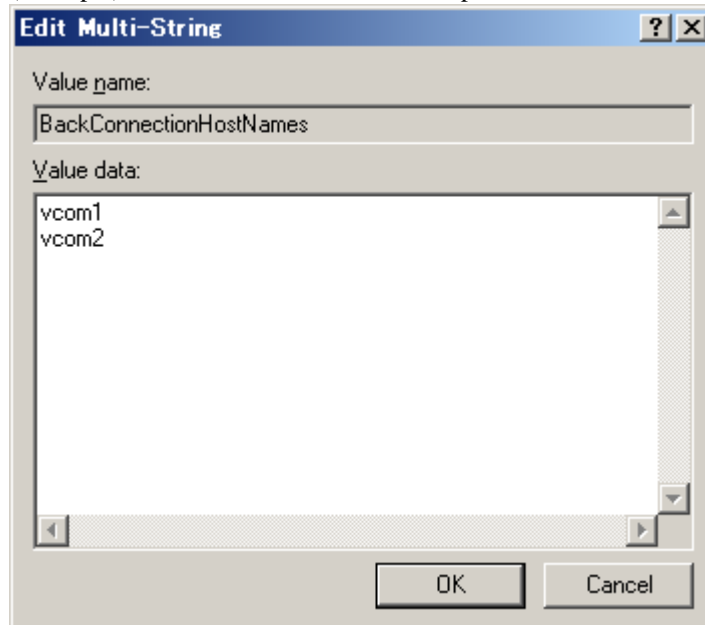 Edit Multi-String
Value name:
BackConnectionHostNames
Value data:
vcom1
vcom2
OK
Cancel